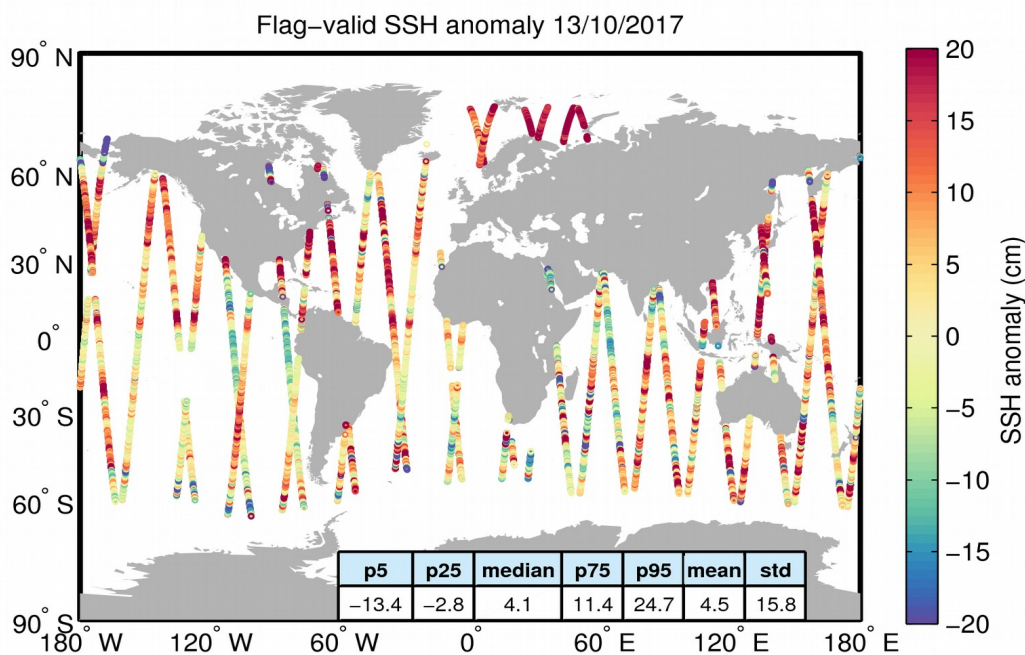 Flag−valid SSH anomaly 13/10/2017
90° N
60° N
30° N
0°
30° S
60° S
90° S
180° W
120° W
60° W
0°
60° E
120° E
180° E
p5 p25 median p75 p95 mean std
−13.4 −2.8 4.1 11.4 24.7 4.5 15.8
20
15
10
5
0
−5
−10
−15
−20
SSH anomaly (cm)